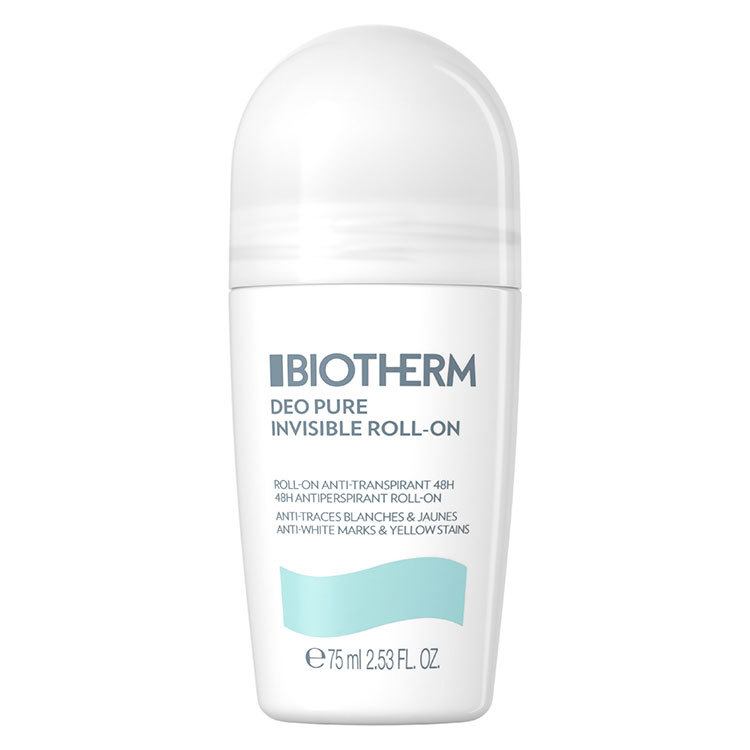 BIOTHERM
DEO PURE
INVISIBLE ROLL-ON
ROLL-ON ANTI-TRANSPIRANT 48H
48H ANTIPERSPIRANT ROLL-ON
ANTI-TRACES BLANCHES & JAUNES
ANTI-WHITE MARKS & YELLOW STAINS
℮75 ml 2.53 FL. OZ.